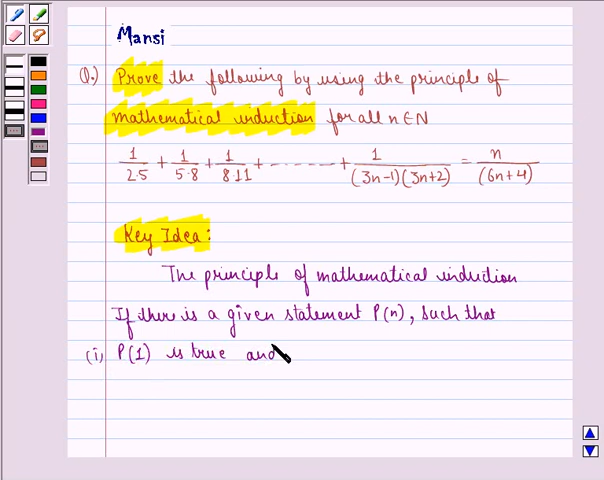 Mansi
Q.) Prove the following by using the principle of
mathematical induction for all n∈N
1/2.5 + 1/5.8 + 1/8.11 + ------- + 1/(3n-1)(3n+2) = n/(6n+4)
Key Idea:
The principle of mathematical induction
If there is a given statement P(n), such that
(i) P(1) is true and